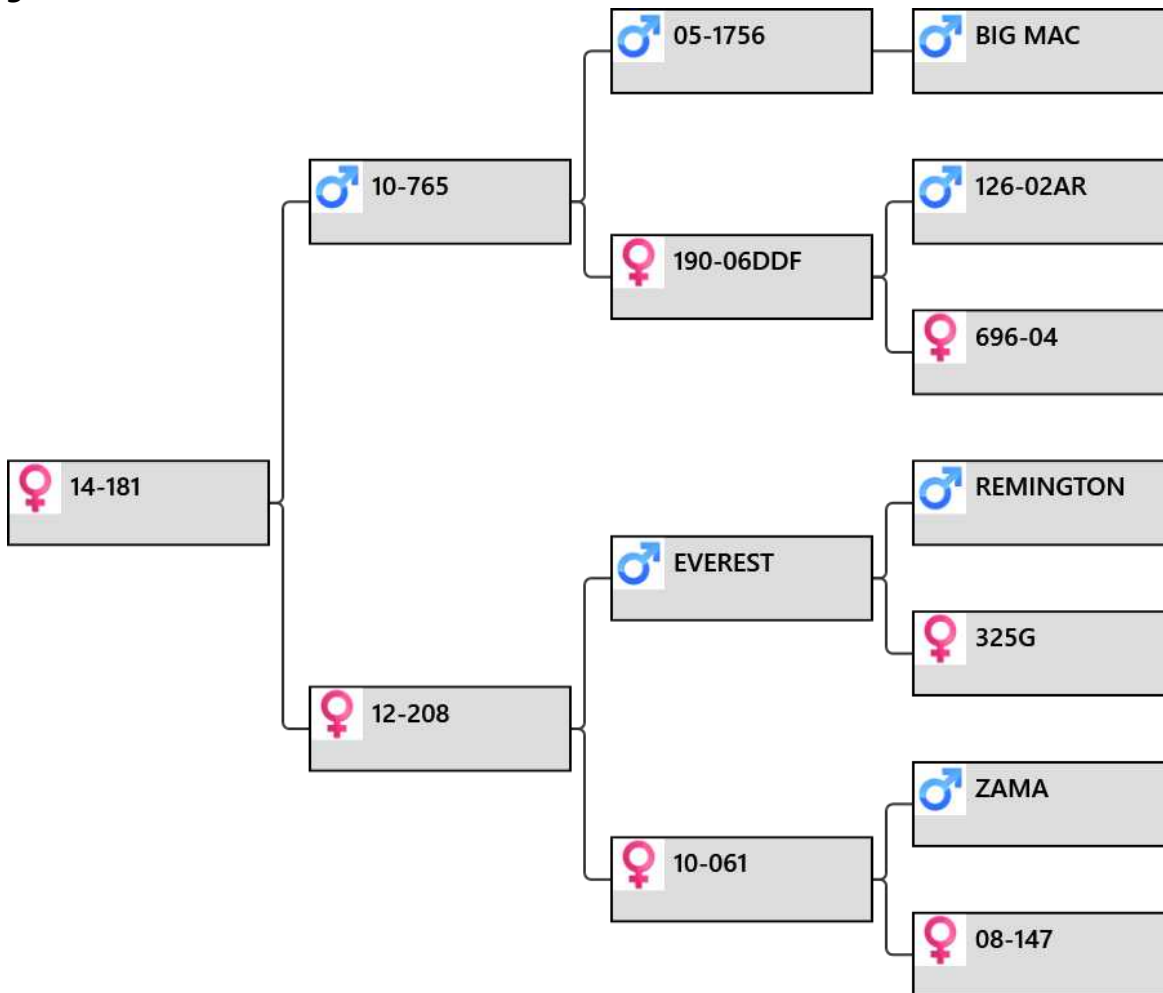 05-1756
BIG MAC
10-765
126-02AR
190-06DDF
696-04
14-181
REMINGTON
EVEREST
325G
12-208
ZAMA
10-061
08-147